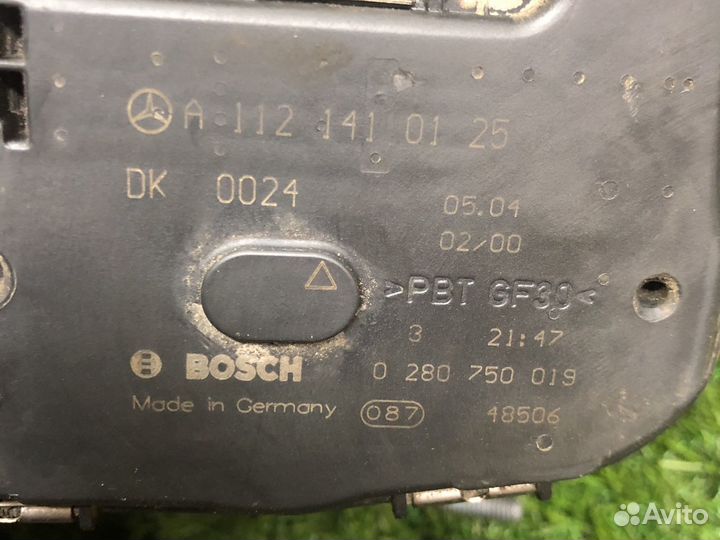 A 112 141 01 25
DK 0024
05.04
02/00
>PBT GF30<
3 21:47
BOSCH 0 280 750 019
Made in Germany 087 48506
Avito